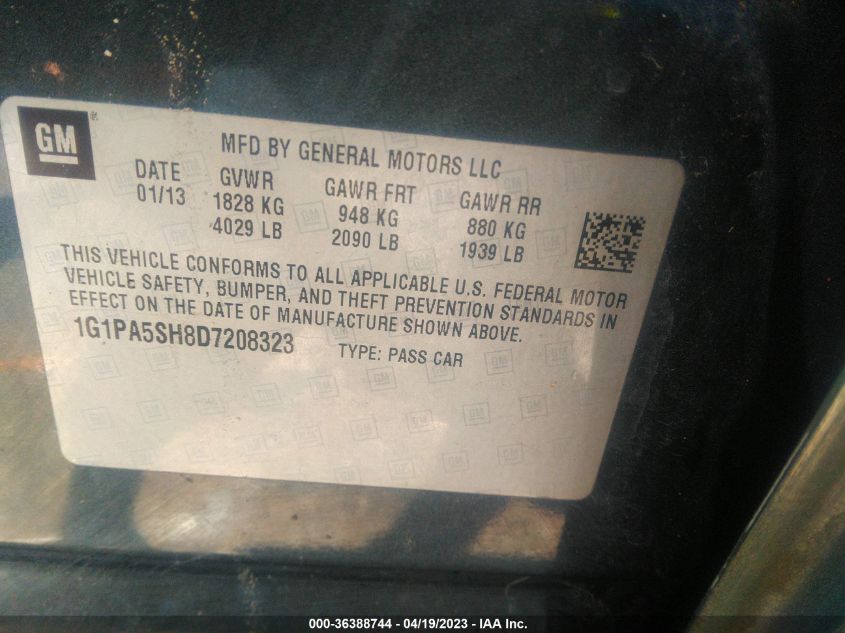 GM
®
MFD BY GENERAL MOTORS LLC
DATE GVWR GAWR FRT GAWR RR
01/13 1828 KG 948 KG 880 KG
4029 LB 2090 LB 1939 LB
THIS VEHICLE CONFORMS TO ALL APPLICABLE U.S. FEDERAL MOTOR
VEHICLE SAFETY, BUMPER, AND THEFT PREVENTION STANDARDS IN
EFFECT ON THE DATE OF MANUFACTURE SHOWN ABOVE.
1G1PA5SH8D7208323 TYPE: PASS CAR
000-36388744 - 04/19/2023 - IAA Inc.